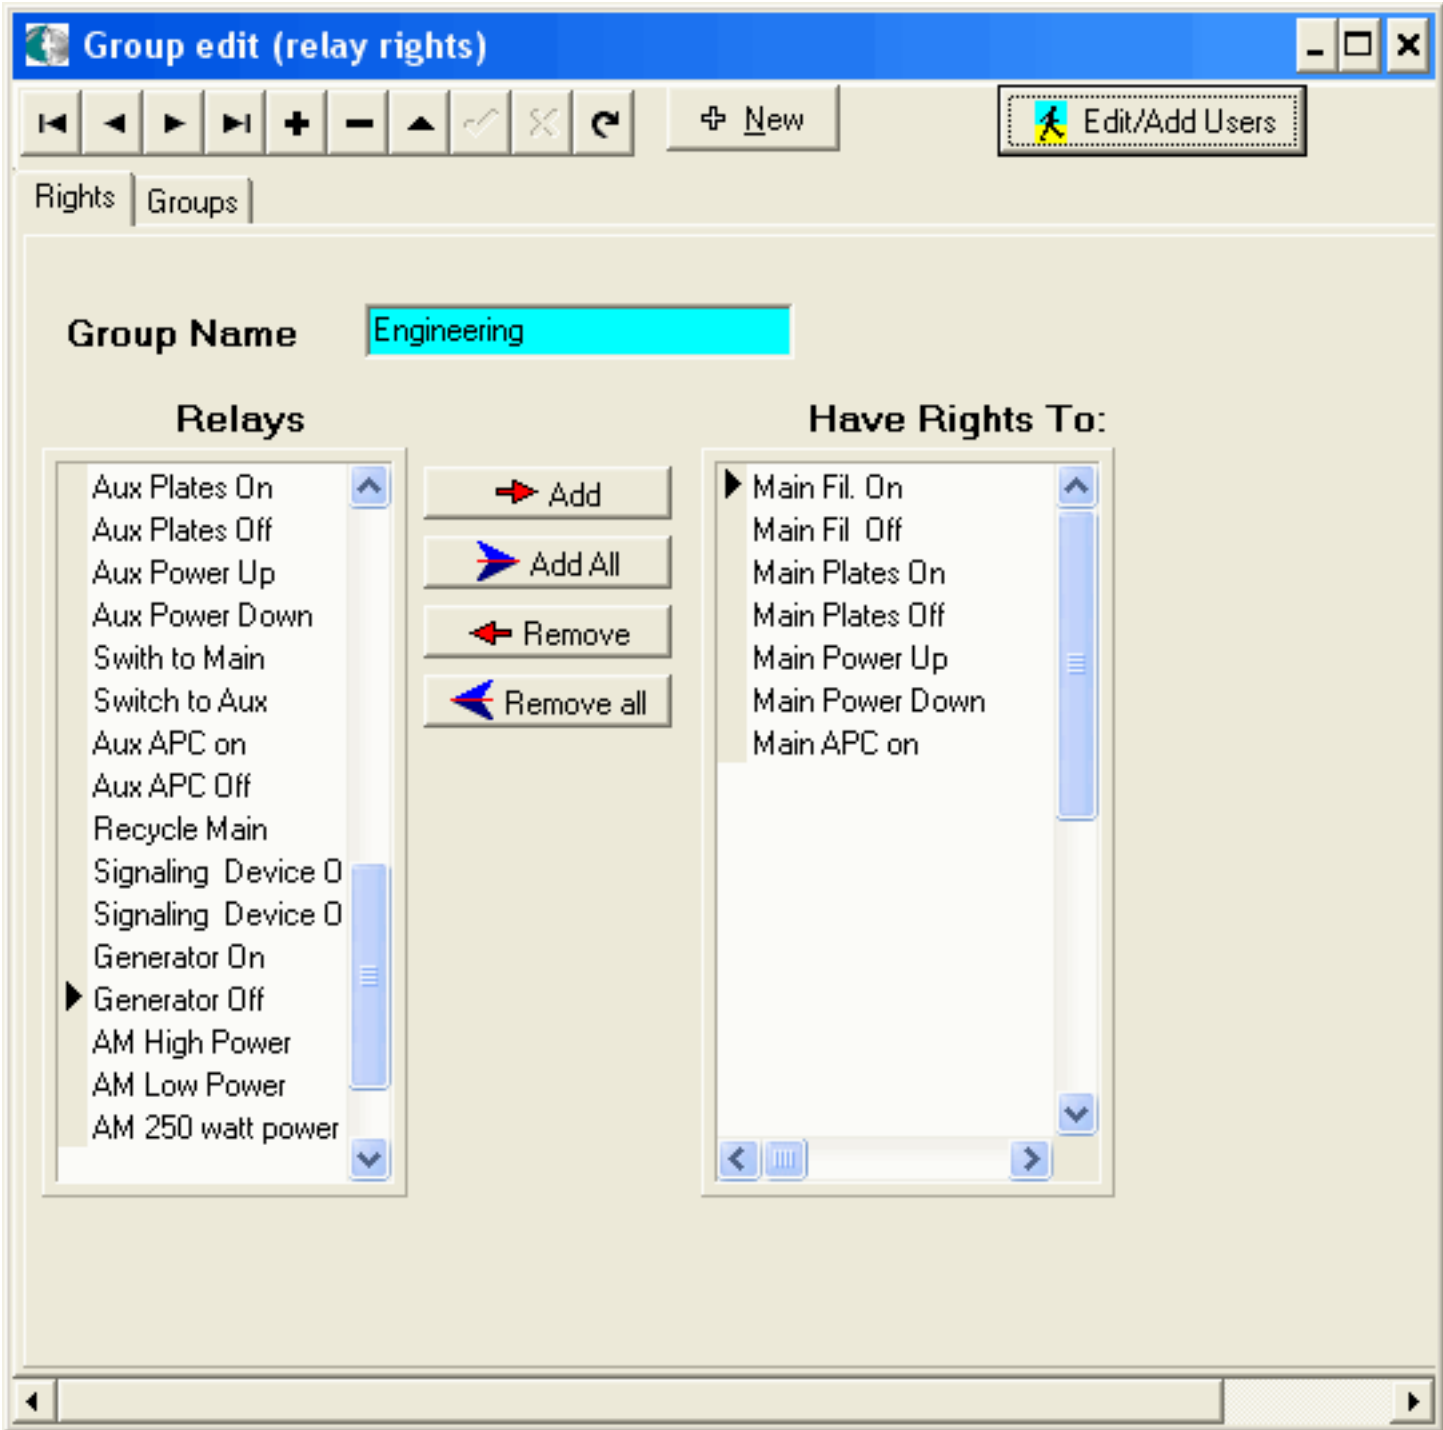 Group edit (relay rights)
New
Edit/Add Users
Rights
Groups
Group Name
Engineering
Relays
Have Rights To:
Aux Plates On
Aux Plates Off
Aux Power Up
Aux Power Down
Swith to Main
Switch to Aux
Aux APC on
Aux APC Off
Recycle Main
Signaling  Device O
Signaling  Device O
Generator On
Generator Off
AM High Power
AM Low Power
AM 250 watt power
Add
Add All
Remove
Remove all
Main Fil. On
Main Fil  Off
Main Plates On
Main Plates Off
Main Power Up
Main Power Down
Main APC on